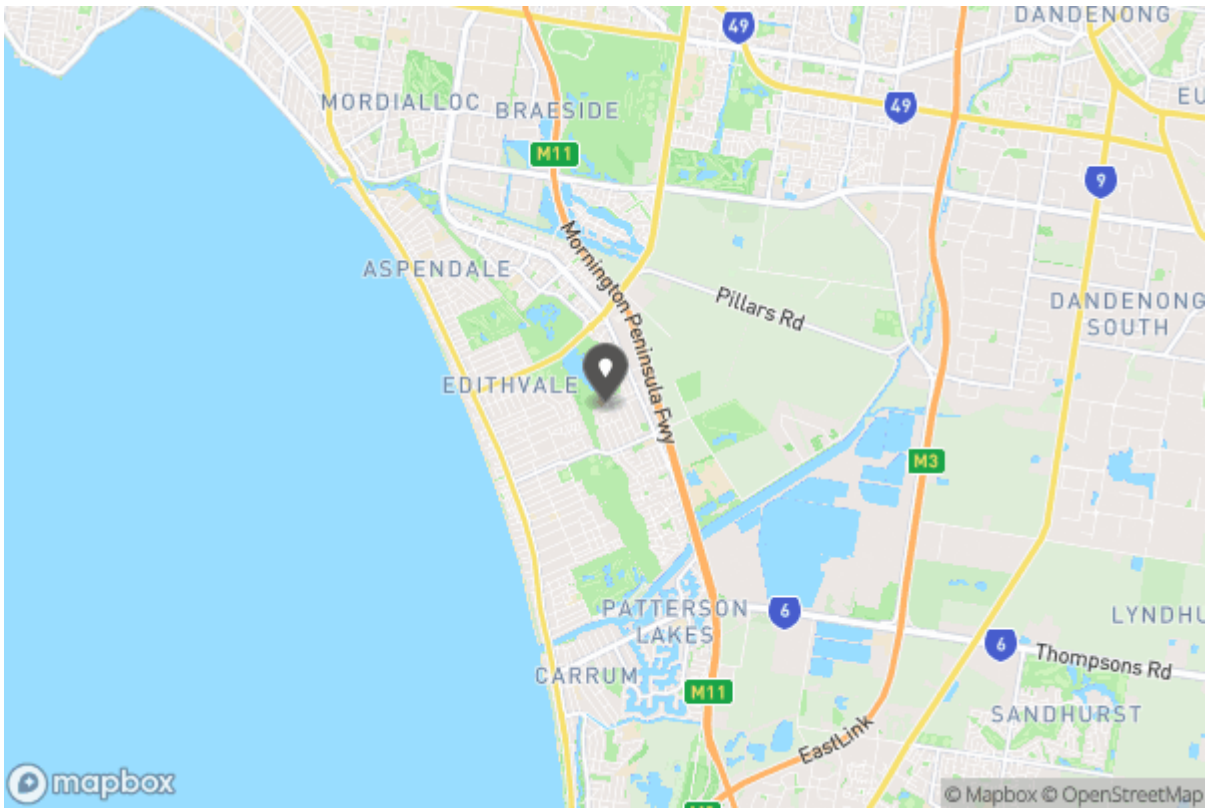 DANDENONG
49
MORDIALLOC
BRAESIDE
49
EU
M11
9
ASPENDALE
Mornington Peninsula Fwy
Pillars Rd
DANDENONG
SOUTH
EDITHVALE
M3
PATTERSON
LAKES
6
LYNDHU
6
Thompsons Rd
CARRUM
M11
SANDHURST
EastLink
mapbox
© Mapbox © OpenStreetMap